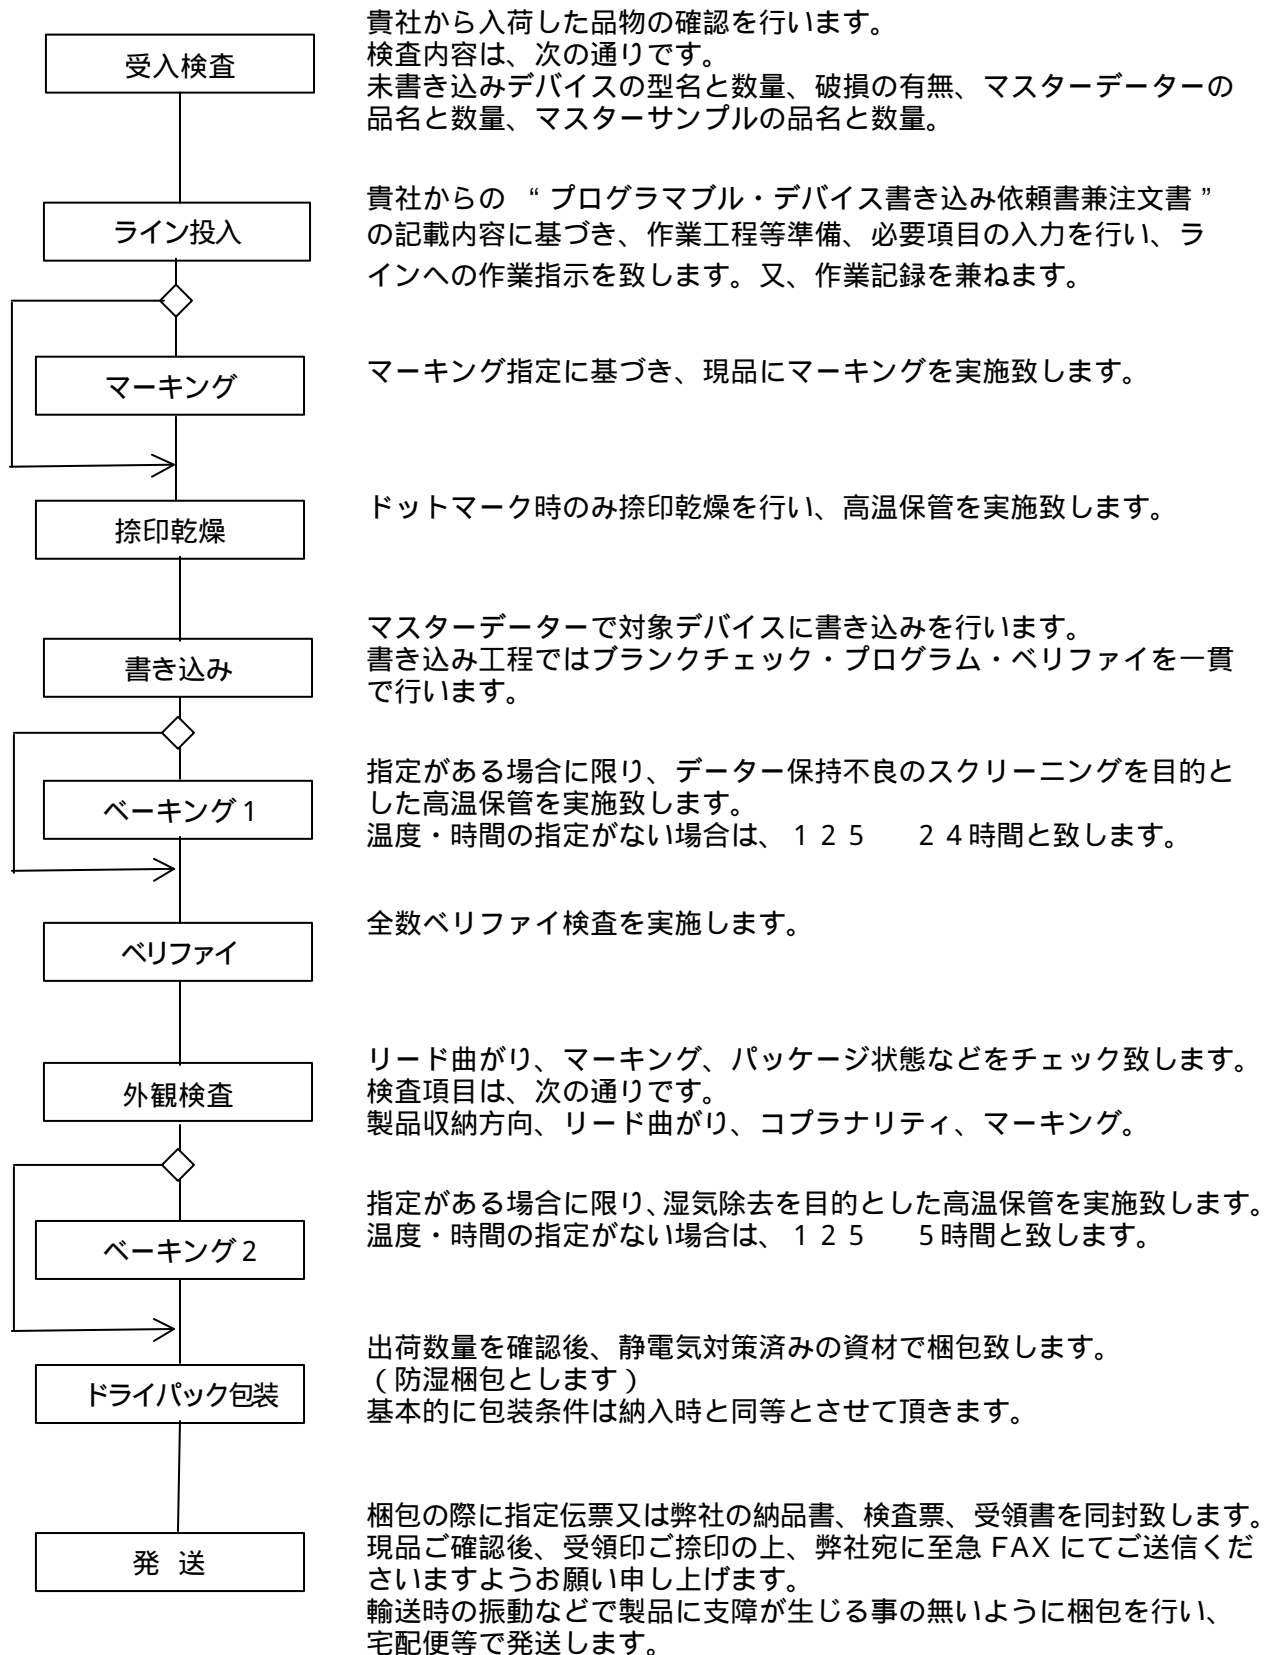 受入検査
貴社から入荷した品物の確認を行います。
検査内容は、次の通りです。
未書き込みデバイスの型名と数量、破損の有無、マスターデーターの
品名と数量、マスターサンプルの品名と数量。
ライン投入
貴社からの “プログラマブル・デバイス書き込み依頼書兼注文書”
の記載内容に基づき、作業工程等準備、必要項目の入力を行い、ラ
インへの作業指示を致します。又、作業記録を兼ねます。
マーキング
マーキング指定に基づき、現品にマーキングを実施致します。
捺印乾燥
ドットマーク時のみ捺印乾燥を行い、高温保管を実施致します。
書き込み
マスターデーターで対象デバイスに書き込みを行います。
書き込み工程ではブランクチェック・プログラム・ベリファイを一貫
で行います。
ベーキング1
指定がある場合に限り、データー保持不良のスクリーニングを目的と
した高温保管を実施致します。
温度・時間の指定がない場合は、125　24時間と致します。
ベリファイ
全数ベリファイ検査を実施します。
外観検査
リード曲がり、マーキング、パッケージ状態などをチェック致します。
検査項目は、次の通りです。
製品収納方向、リード曲がり、コプラナリティ、マーキング。
ベーキング2
指定がある場合に限り、湿気除去を目的とした高温保管を実施致します。
温度・時間の指定がない場合は、125　5時間と致します。
ドライパック包装
出荷数量を確認後、静電気対策済みの資材で梱包致します。
(防湿梱包とします)
基本的に包装条件は納入時と同等とさせて頂きます。
発 送
梱包の際に指定伝票又は弊社の納品書、検査票、受領書を同封致します。
現品ご確認後、受領印ご捺印の上、弊社宛に至急 FAX にてご送信くだ
さいますようお願い申し上げます。
輸送時の振動などで製品に支障が生じる事の無いように梱包を行い、
宅配便等で発送します。